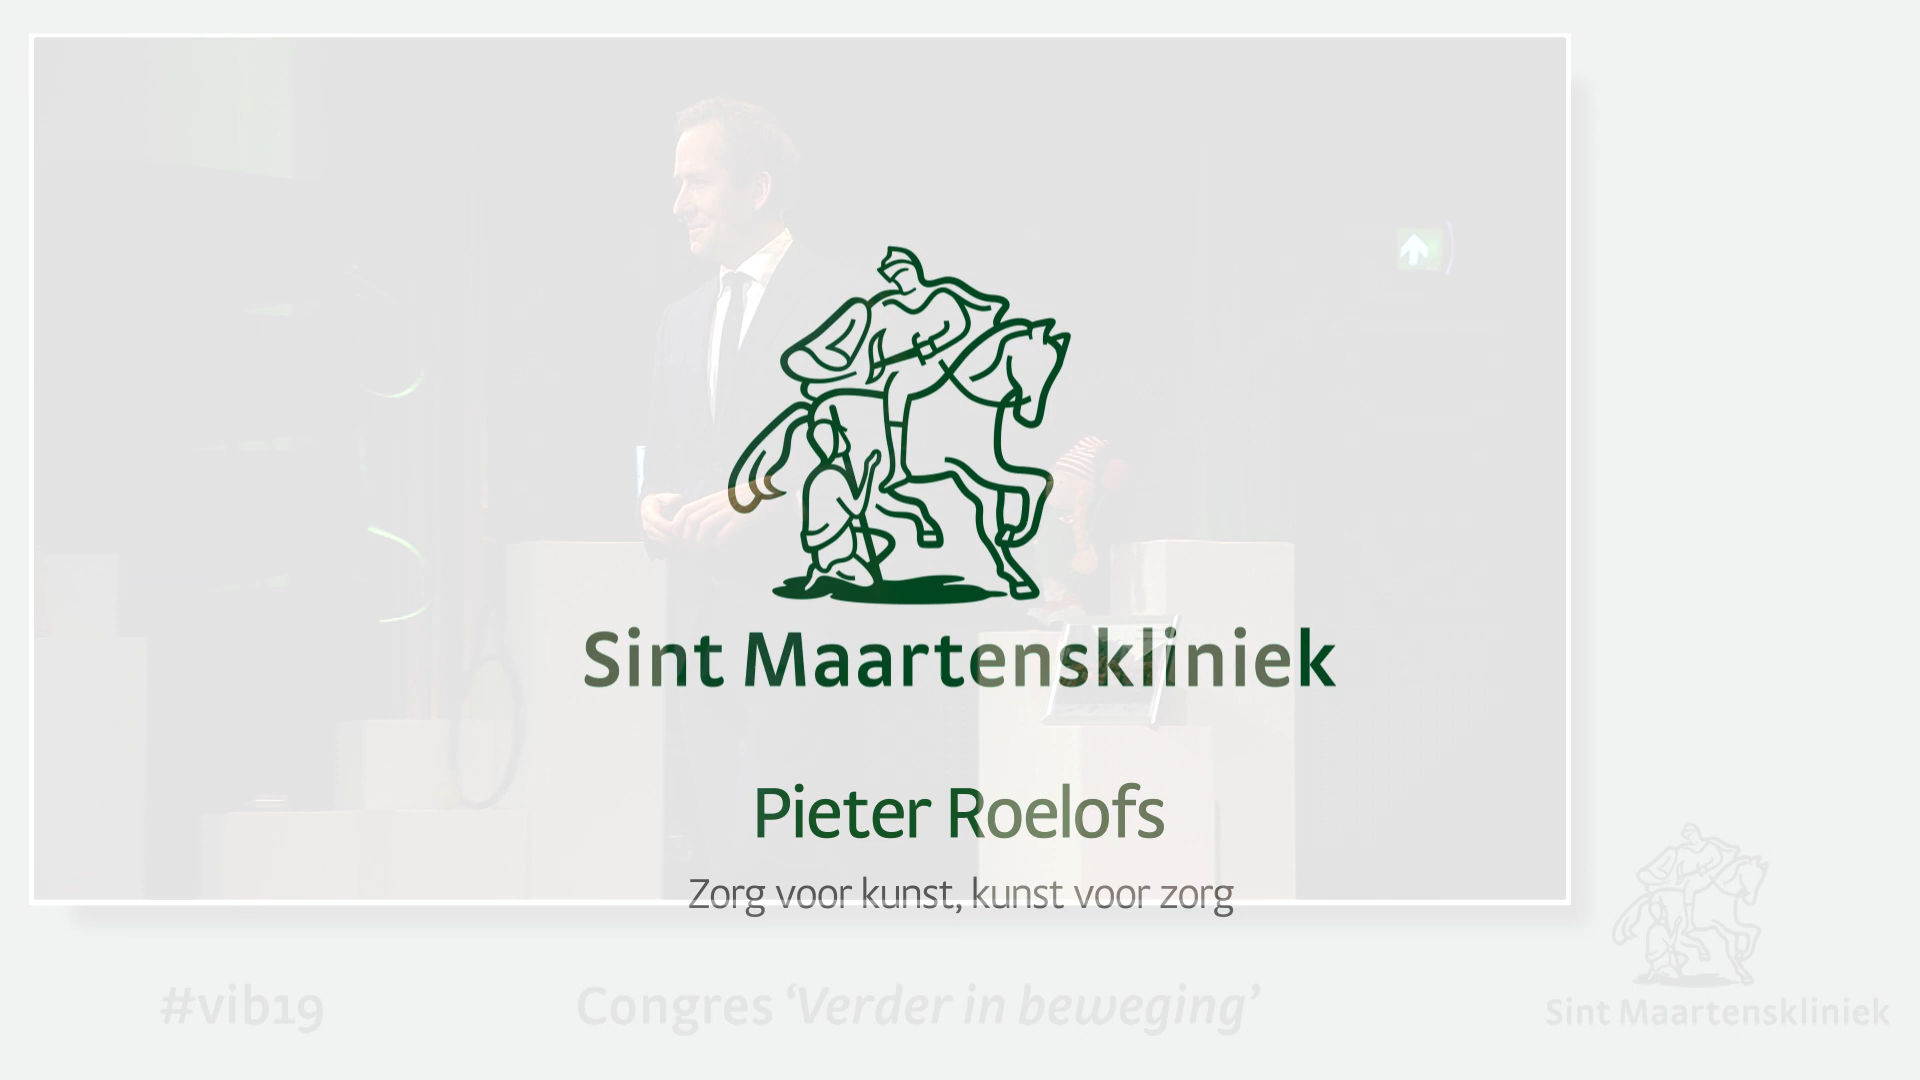 Sint Maartenskliniek
Pieter Roelofs
Zorg voor kunst, kunst voor zorg
#vib19
Congres ‘Verder in beweging’
Sint Maartenskliniek